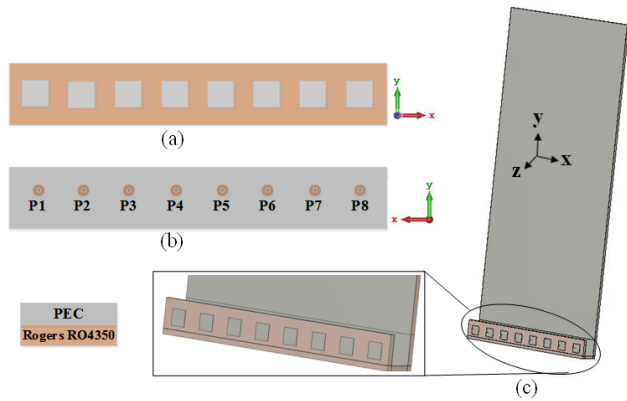 y
x
(a)
P1 P2 P3 P4 P5 P6 P7 P8
y
x
(b)
PEC
Rogers RO4350
y
z
x
(c)